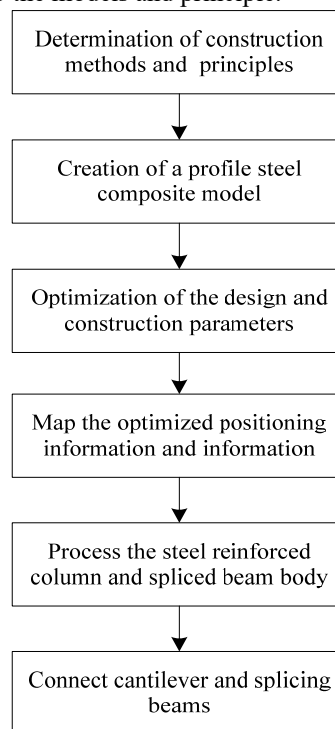 the models and principle.
Determination of construction
methods and principles
Creation of a profile steel
composite model
Optimization of the design and
construction parameters
Map the optimized positioning
information and information
Process the steel reinforced
column and spliced beam body
Connect cantilever and splicing
beams